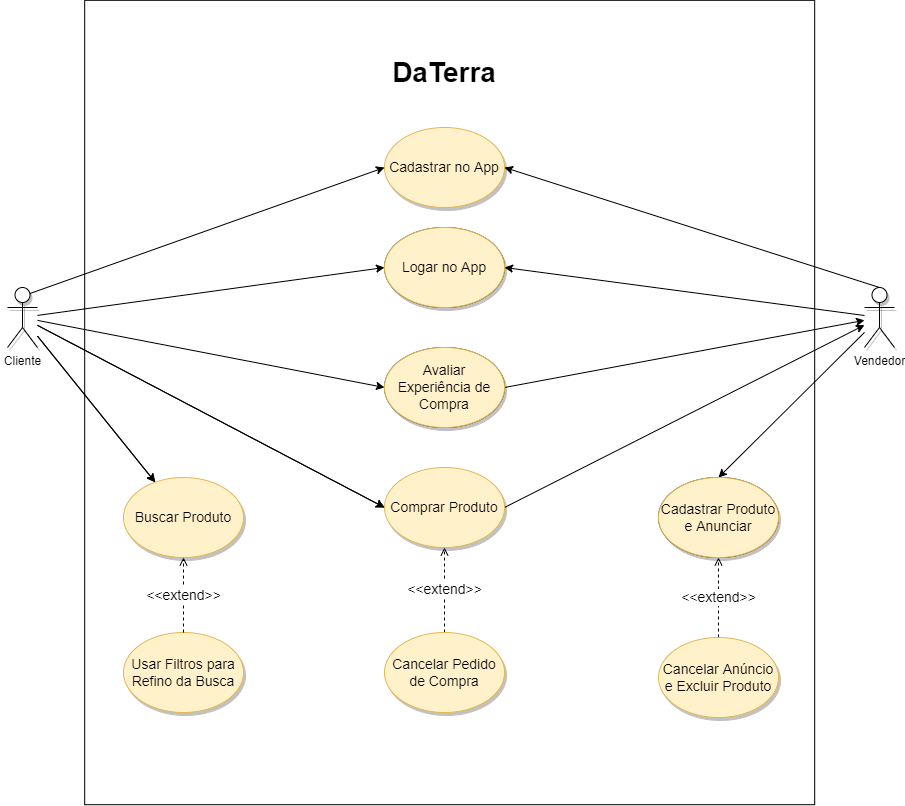 DaTerra
Cadastrar no App
Logar no App
Cliente
Vendedor
Avaliar
Experiência de
Compra
Buscar Produto
Comprar Produto
Cadastrar Produto
e Anunciar
<<extend>>
<<extend>>
<<extend>>
Usar Filtros para
Refino da Busca
Cancelar Pedido
de Compra
Cancelar Anúncio
e Excluir Produto